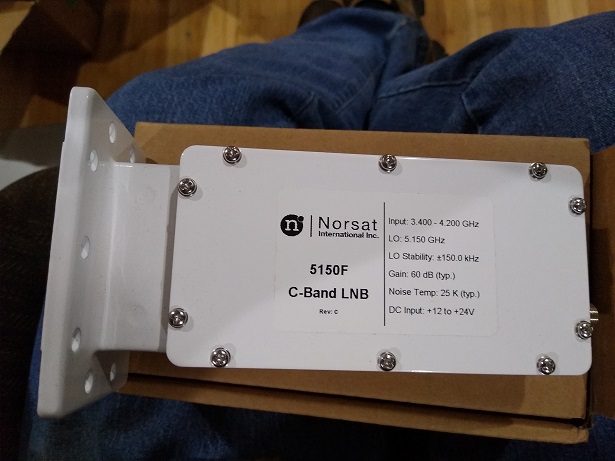 n
Norsat
International Inc.
5150F
C-Band LNB
Rev: C
Input: 3.400 - 4.200 GHz
LO: 5.150 GHz
LO Stability: ±150.0 kHz
Gain: 60 dB (typ.)
Noise Temp: 25 K (typ.)
DC Input: +12 to +24V